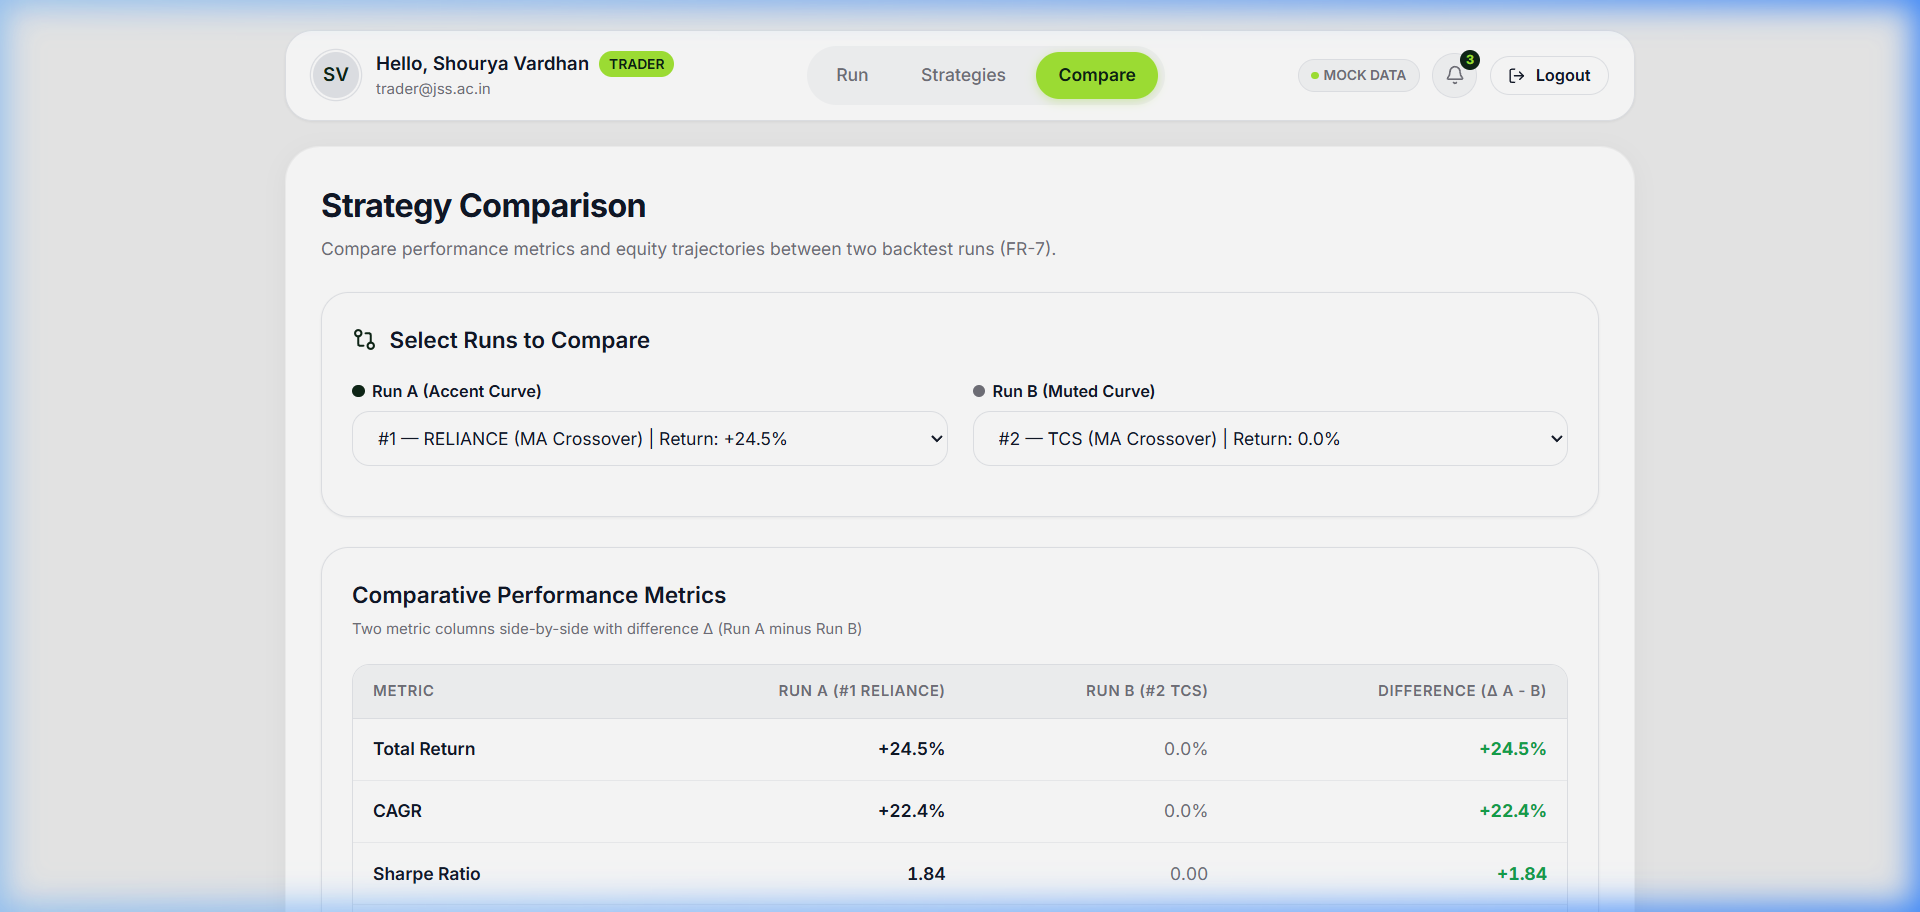 SV
Hello, Shourya Vardhan TRADER
trader@jss.ac.in
Run Strategies Compare
MOCK DATA
3
Logout
Strategy Comparison
Compare performance metrics and equity trajectories between two backtest runs (FR-7).
Select Runs to Compare
Run A (Accent Curve)
#1 — RELIANCE (MA Crossover) | Return: +24.5%
Run B (Muted Curve)
#2 — TCS (MA Crossover) | Return: 0.0%
Comparative Performance Metrics
Two metric columns side-by-side with difference Δ (Run A minus Run B)
METRIC RUN A (#1 RELIANCE) RUN B (#2 TCS) DIFFERENCE (Δ A - B)
Total Return +24.5% 0.0% +24.5%
CAGR +22.4% 0.0% +22.4%
Sharpe Ratio 1.84 0.00 +1.84